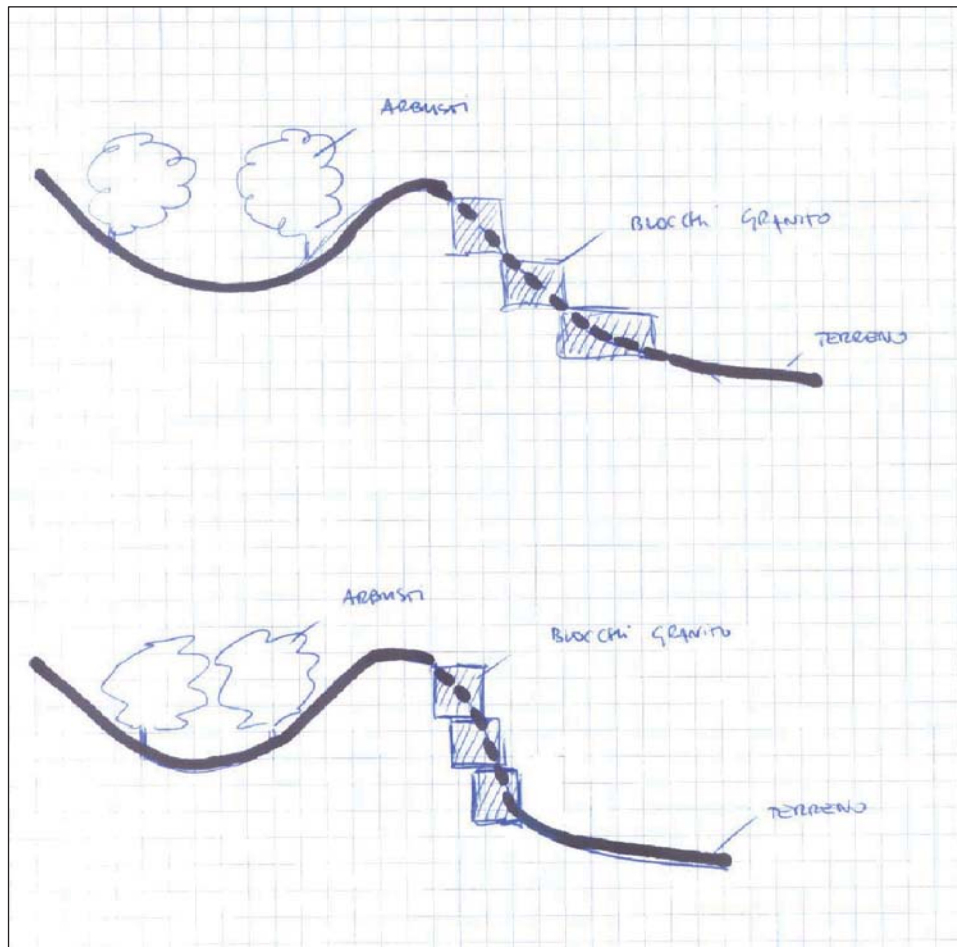 ARBUSTI
BLOCCHI GRANITO
TERRENO
ARBUSTI
BLOCCHI GRANITO
TERRENO